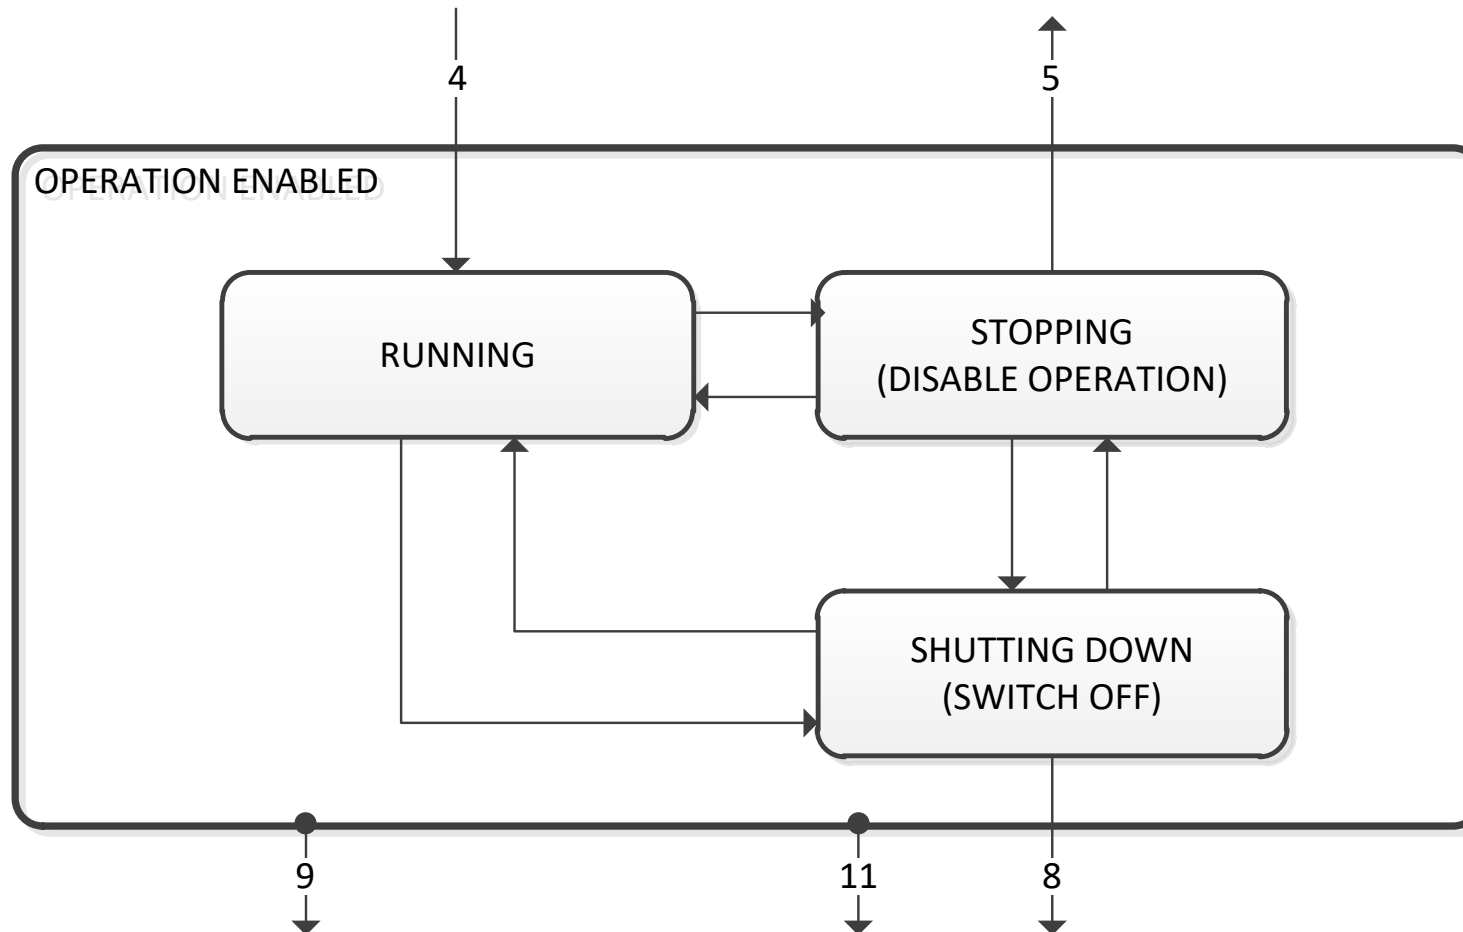 4
5
OPERATION ENABLED
RUNNING
STOPPING
(DISABLE OPERATION)
SHUTTING DOWN
(SWITCH OFF)
9
11
8